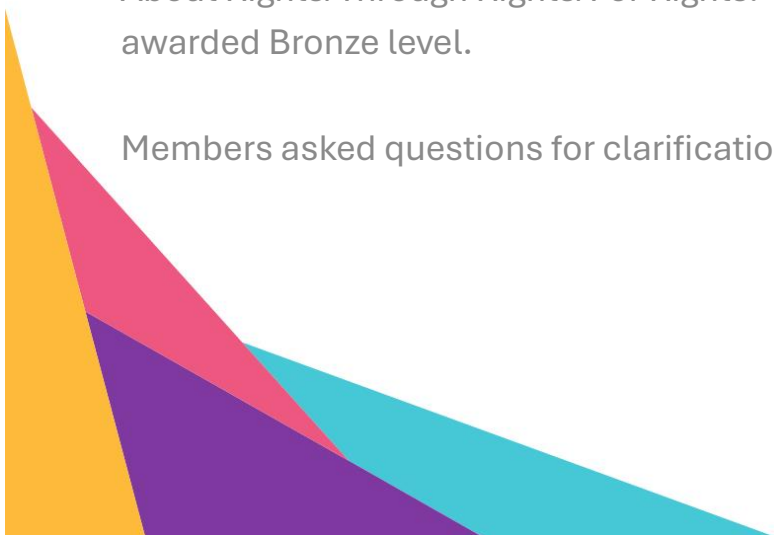 About Rights. Through Rights. For Rights.
awarded Bronze level.
Members asked questions for clarificatio